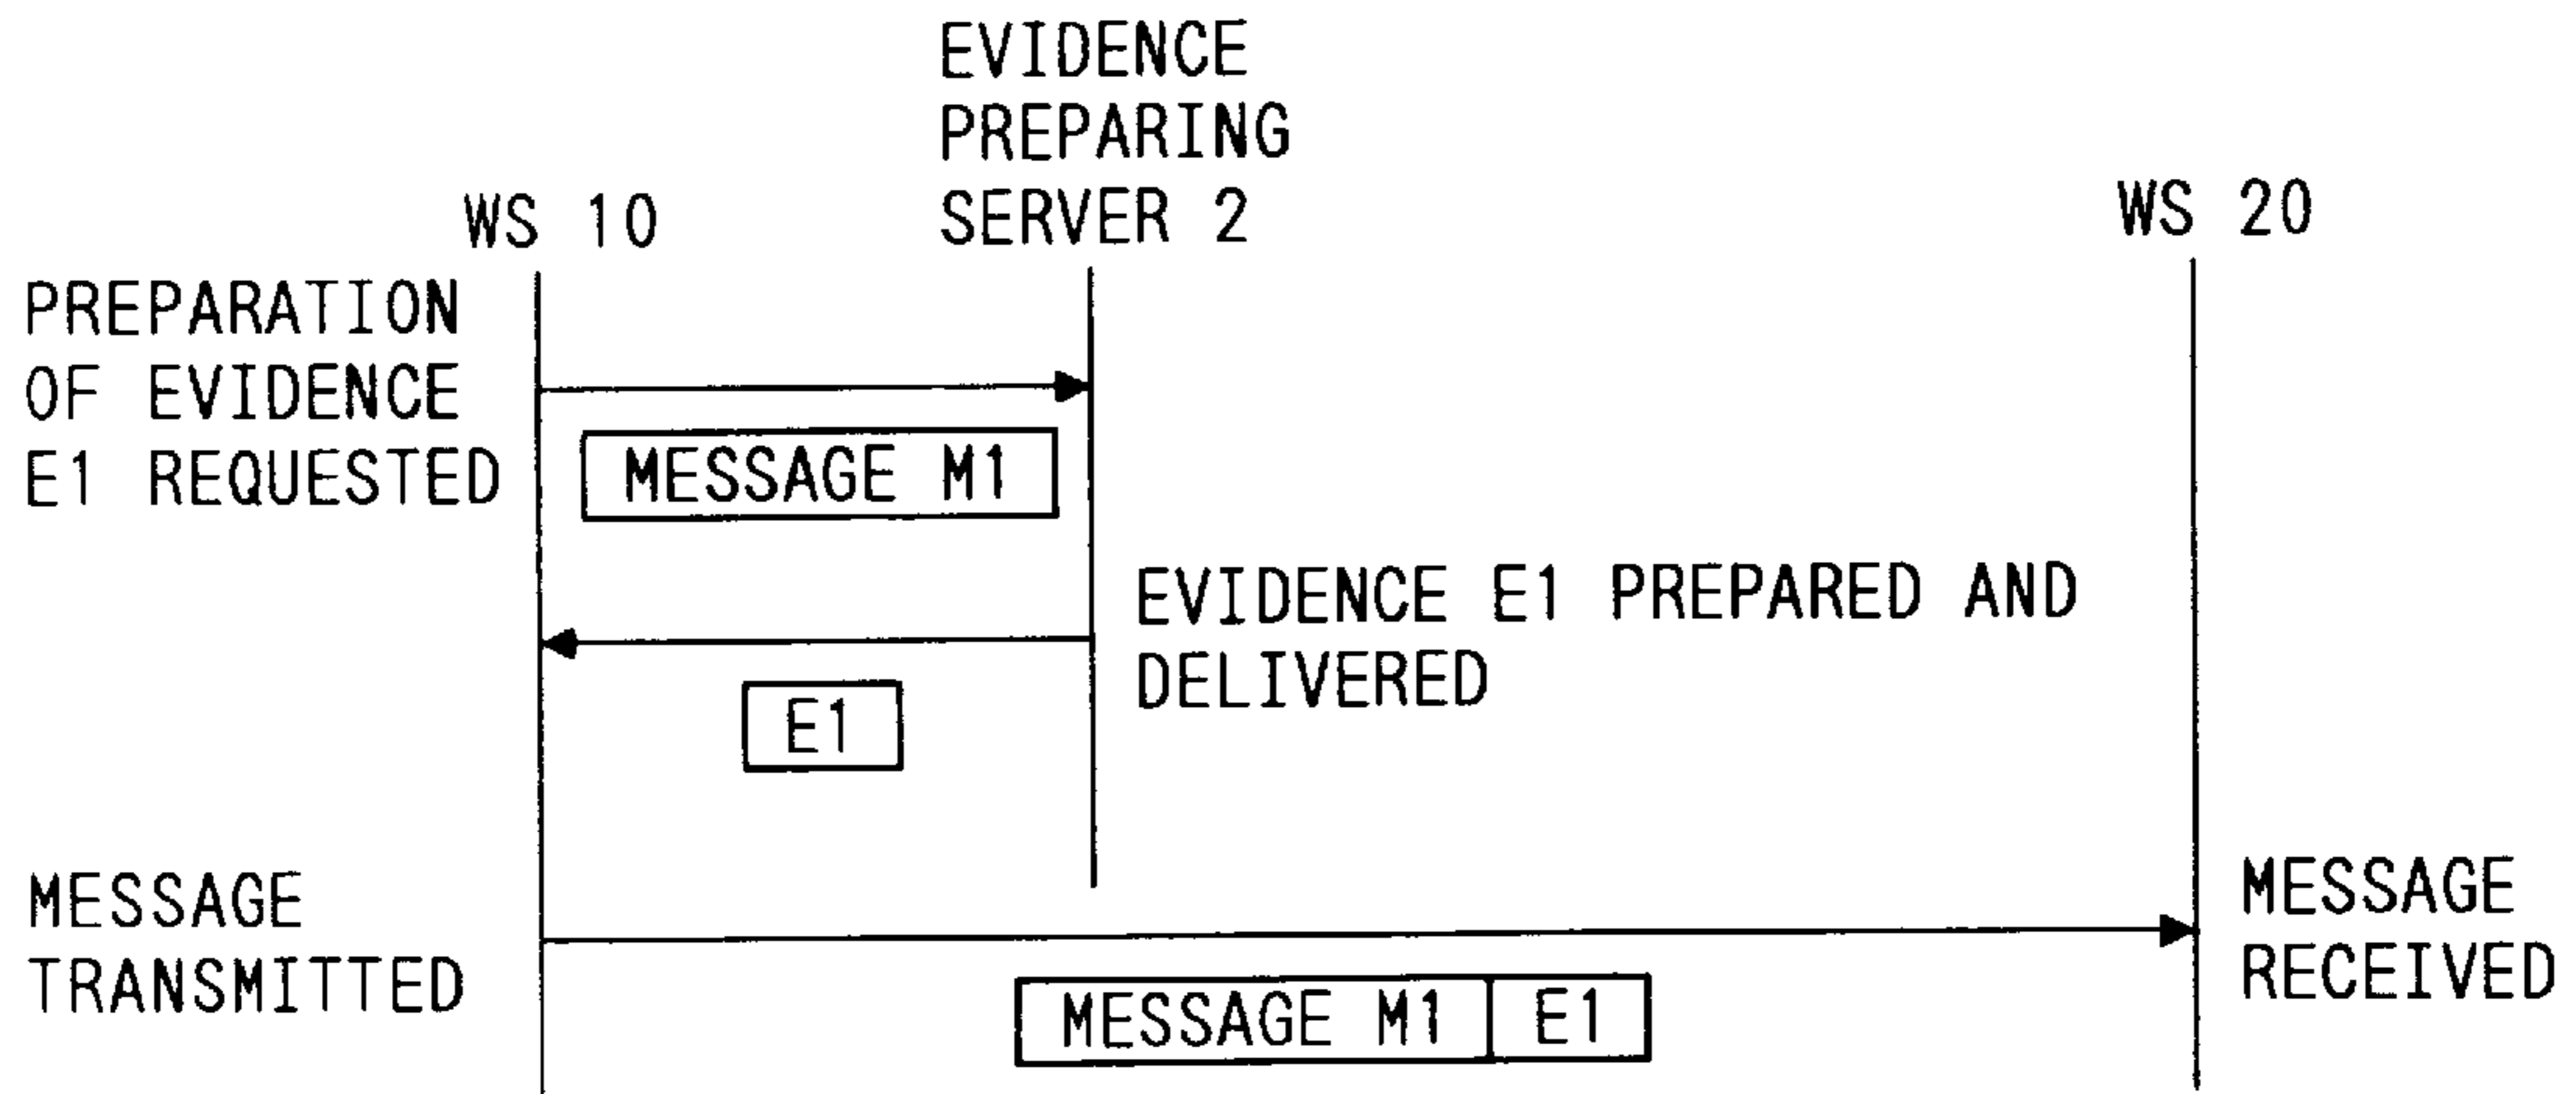 EVIDENCE
PREPARING
SERVER 2
WS 10
WS 20
PREPARATION
OF EVIDENCE
E1 REQUESTED
MESSAGE M1
EVIDENCE E1 PREPARED AND
DELIVERED
E1
MESSAGE
TRANSMITTED
MESSAGE
RECEIVED
MESSAGE M1 E1